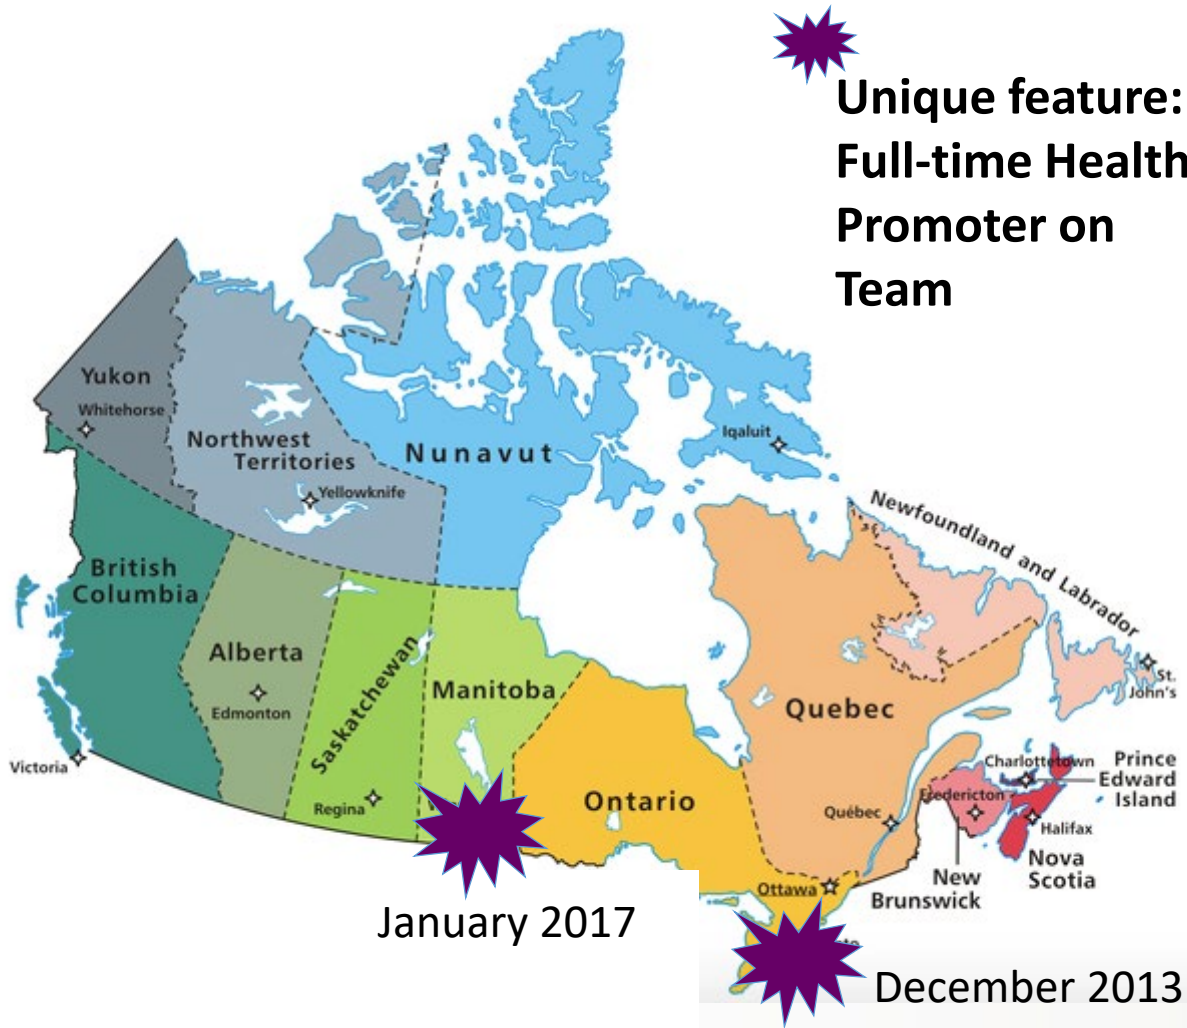 Unique feature:
Full-time Health
Promoter on
Team
Yukon
Whitehorse
Northwest
Territories
Yellowknife
Nunavut
Iqaluit
Newfoundland and Labrador
St.
John's
British
Columbia
Victoria
Alberta
Edmonton
Saskatchewan
Regina
Manitoba
Ontario
Ottawa
Quebec
Québec
Charlottetown
Prince
Edward
Island
Fredericton
Halifax
Nova
Scotia
New
Brunswick
January 2017
December 2013